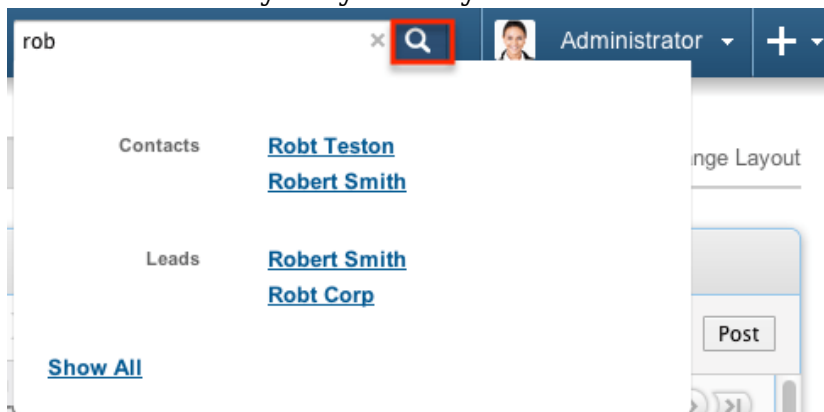 rob × Administrator
Contacts Robt Teston
Robert Smith
nge Layout
Leads Robert Smith
Robt Corp
Post
Show All